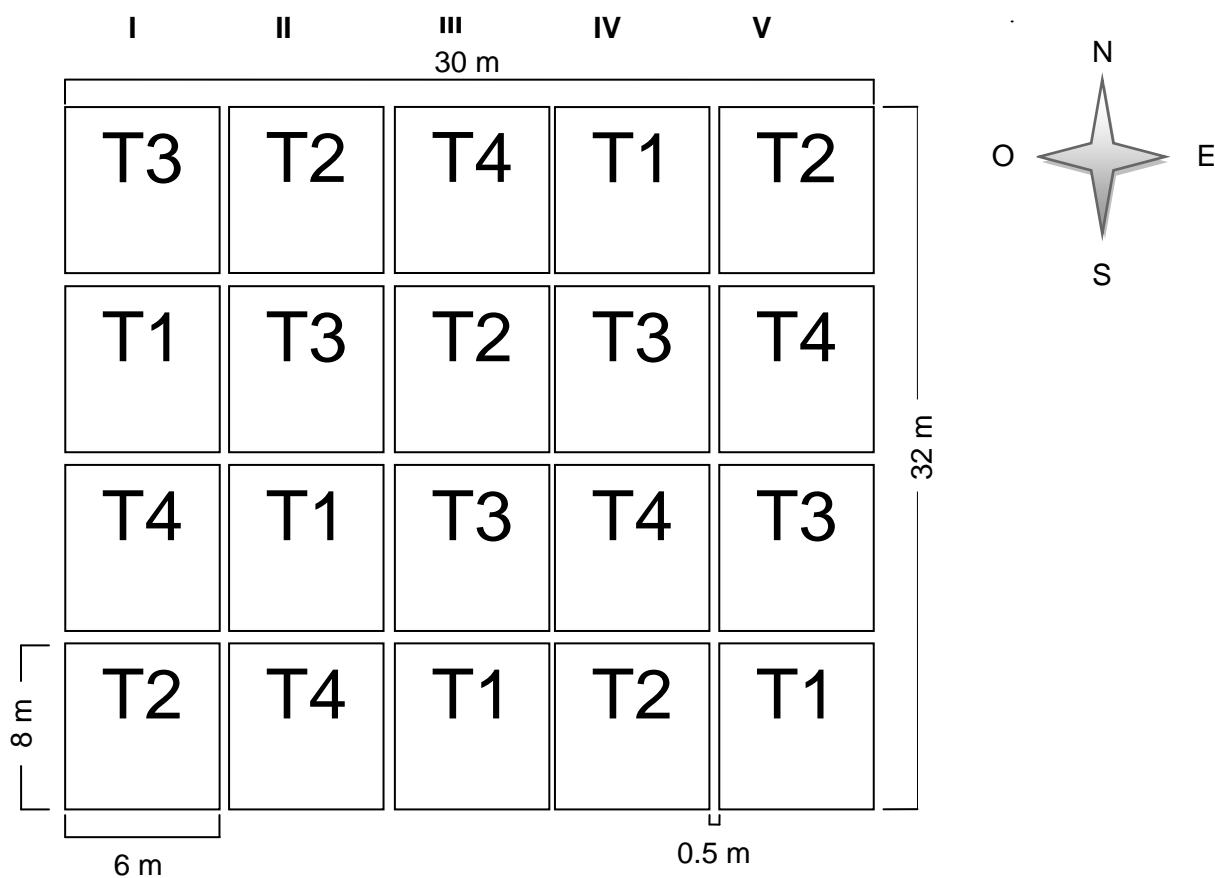 I II III IV V
30 m
N
O E
S
T3 T2 T4 T1 T2
T1 T3 T2 T3 T4
32 m
T4 T1 T3 T4 T3
T2 T4 T1 T2 T1
8 m
6 m
0.5 m